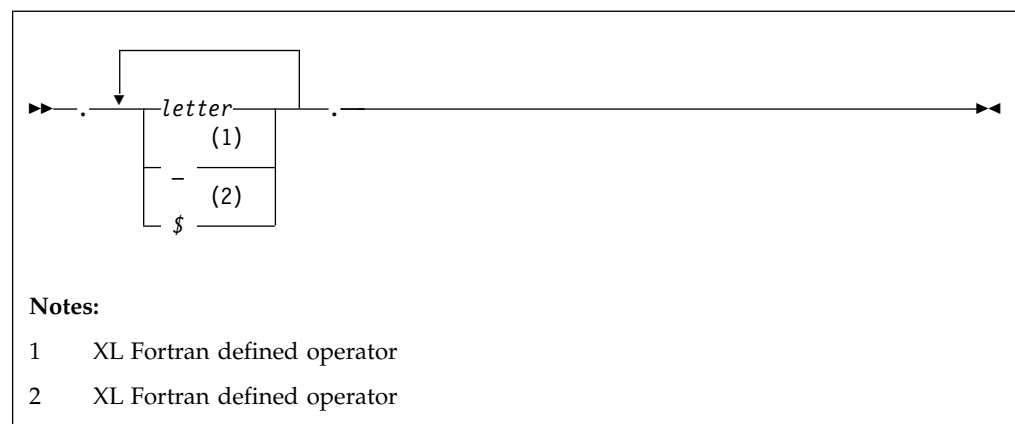 . letter .
(1)
_
(2)
$
Notes:
1 XL Fortran defined operator
2 XL Fortran defined operator